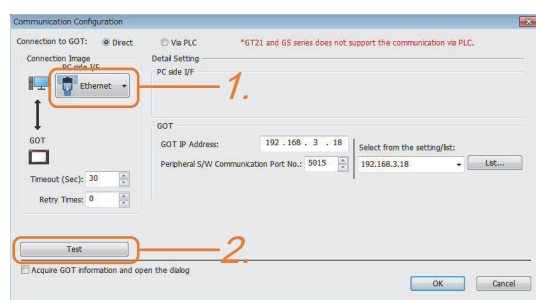 Communication Configuration
Connection to GOT: Direct Via PLC *GT21 and GS series does not support the communication via PLC.
Connection Image Detail Setting
PC side I/F PC side I/F
Ethernet 1.
GOT
GOT GOT IP Address: 192 . 168 . 3 . 18 Select from the setting/list:
Peripheral S/W Communication Port No.: 5015 192.168.3.18 List...
Timeout (Sec): 30
Retry Times: 0
Test 2.
Acquire GOT information and open the dialog
OK Cancel